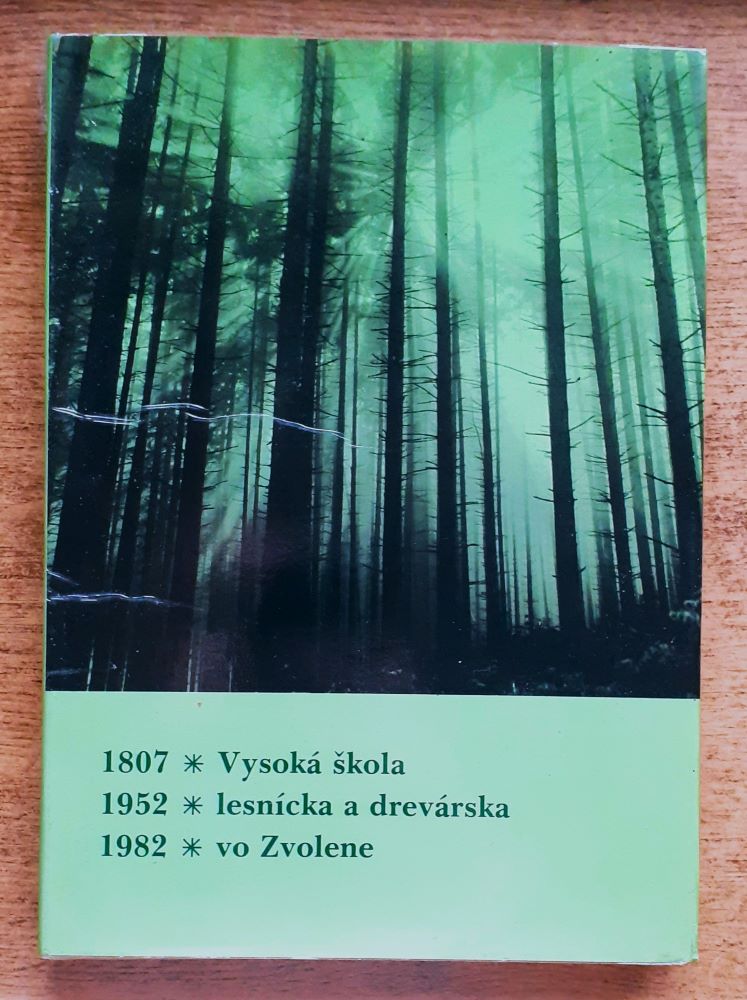 1807 ✳ Vysoká škola
1952 ✳ lesnícka a drevárska
1982 ✳ vo Zvolene